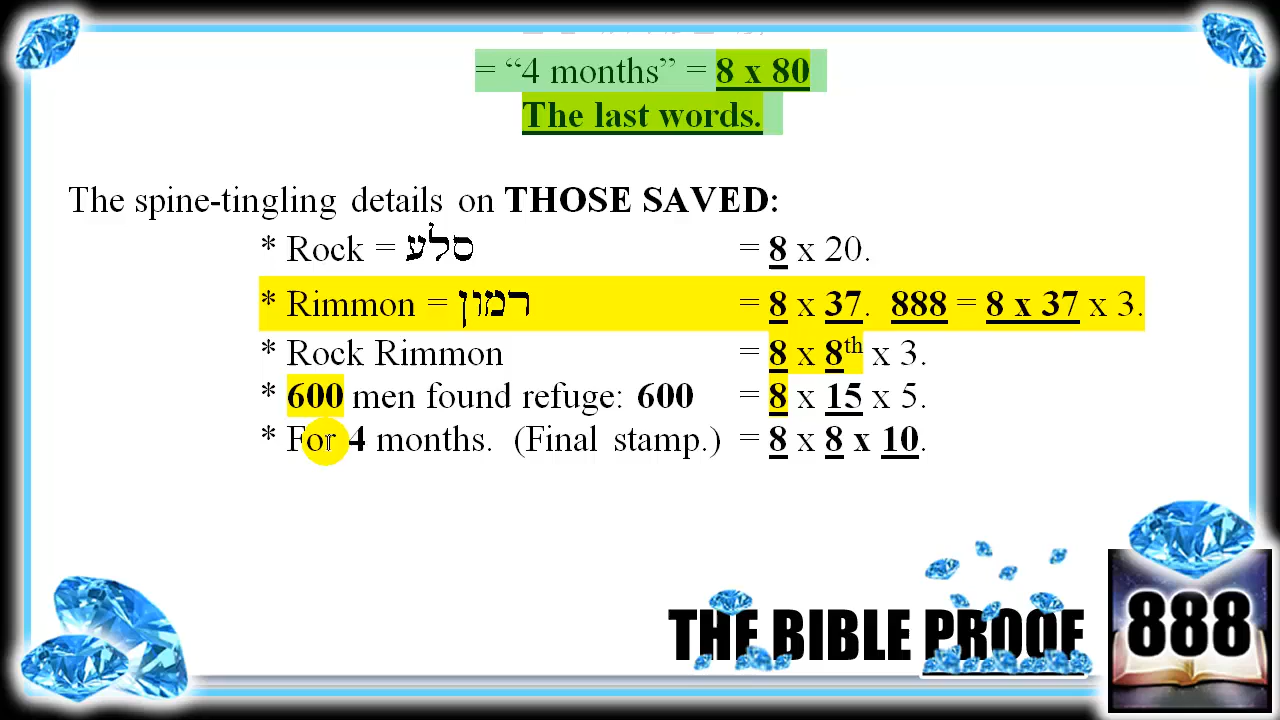 = “4 months” = 8 x 80
The last words.
The spine-tingling details on THOSE SAVED:
* Rock = סלע = 8 x 20.
* Rimmon = רמון = 8 x 37. 888 = 8 x 37 x 3.
* Rock Rimmon = 8 x 8th x 3.
* 600 men found refuge: 600 = 8 x 15 x 5.
* For 4 months. (Final stamp.) = 8 x 8 x 10.
THE BIBLE PROOF
888